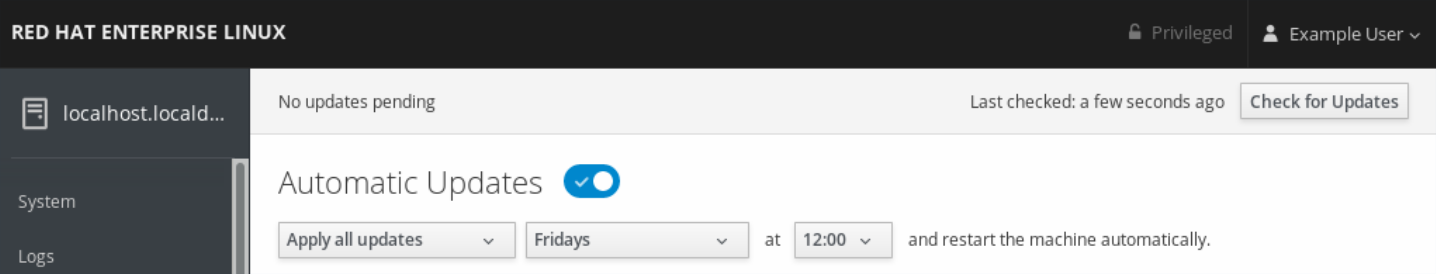 RED HAT ENTERPRISE LINUX Privileged Example User
localhost.locald... No updates pending Last checked: a few seconds ago Check for Updates
Automatic Updates
System
Apply all updates Fridays at 12:00 and restart the machine automatically.
Logs